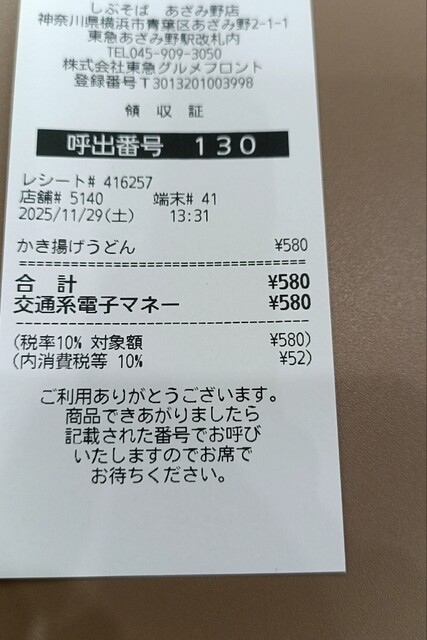 しぶそば　あざみ野店
神奈川県横浜市青葉区あざみ野2-1-1
東急あざみ野駅改札内
TEL045-909-3050
株式会社東急グルメフロント
登録番号T3013201003998
領 収 証
呼出番号　１３０
レシート# 416257
店舗# 5140　端末# 41
2025/11/29(土)　13:31
かき揚げうどん　¥580
合　計　¥580
交通系電子マネー　¥580
(税率10% 対象額　¥580)
(内消費税等 10%　¥52)
ご利用ありがとうございます。
商品できあがりましたら
記載された番号でお呼び
いたしますのでお席で
お待ちください。